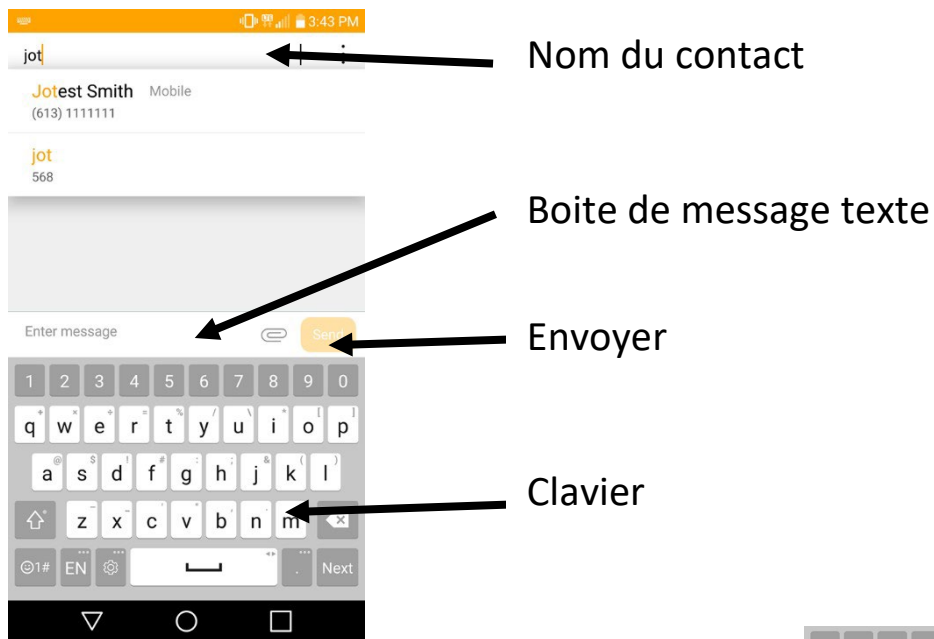 3:43 PM
jot
Nom du contact
Jotest Smith Mobile
(613) 1111111
jot
568
Boite de message texte
Enter message
Send
Envoyer
1 2 3 4 5 6 7 8 9 0
q w e r t y u i o p
a s d f g h j k l
Clavier
z x c v b n m
1# EN . Next